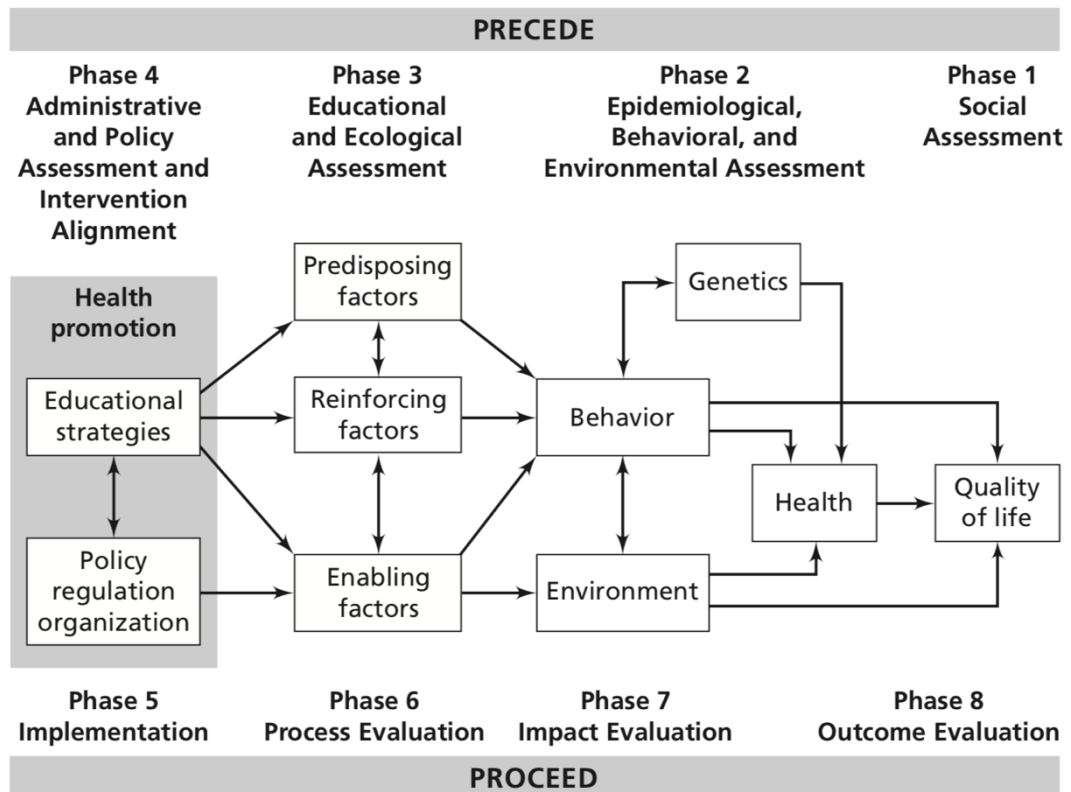 PRECEDE
Phase 4
Administrative
and Policy
Assessment and
Intervention
Alignment
Phase 3
Educational
and Ecological
Assessment
Phase 2
Epidemiological,
Behavioral, and
Environmental Assessment
Phase 1
Social
Assessment
Health
promotion
Educational
strategies
Policy
regulation
organization
Predisposing
factors
Reinforcing
factors
Enabling
factors
Genetics
Behavior
Environment
Health
Quality
of life
Phase 5
Implementation
Phase 6
Process Evaluation
Phase 7
Impact Evaluation
Phase 8
Outcome Evaluation
PROCEED